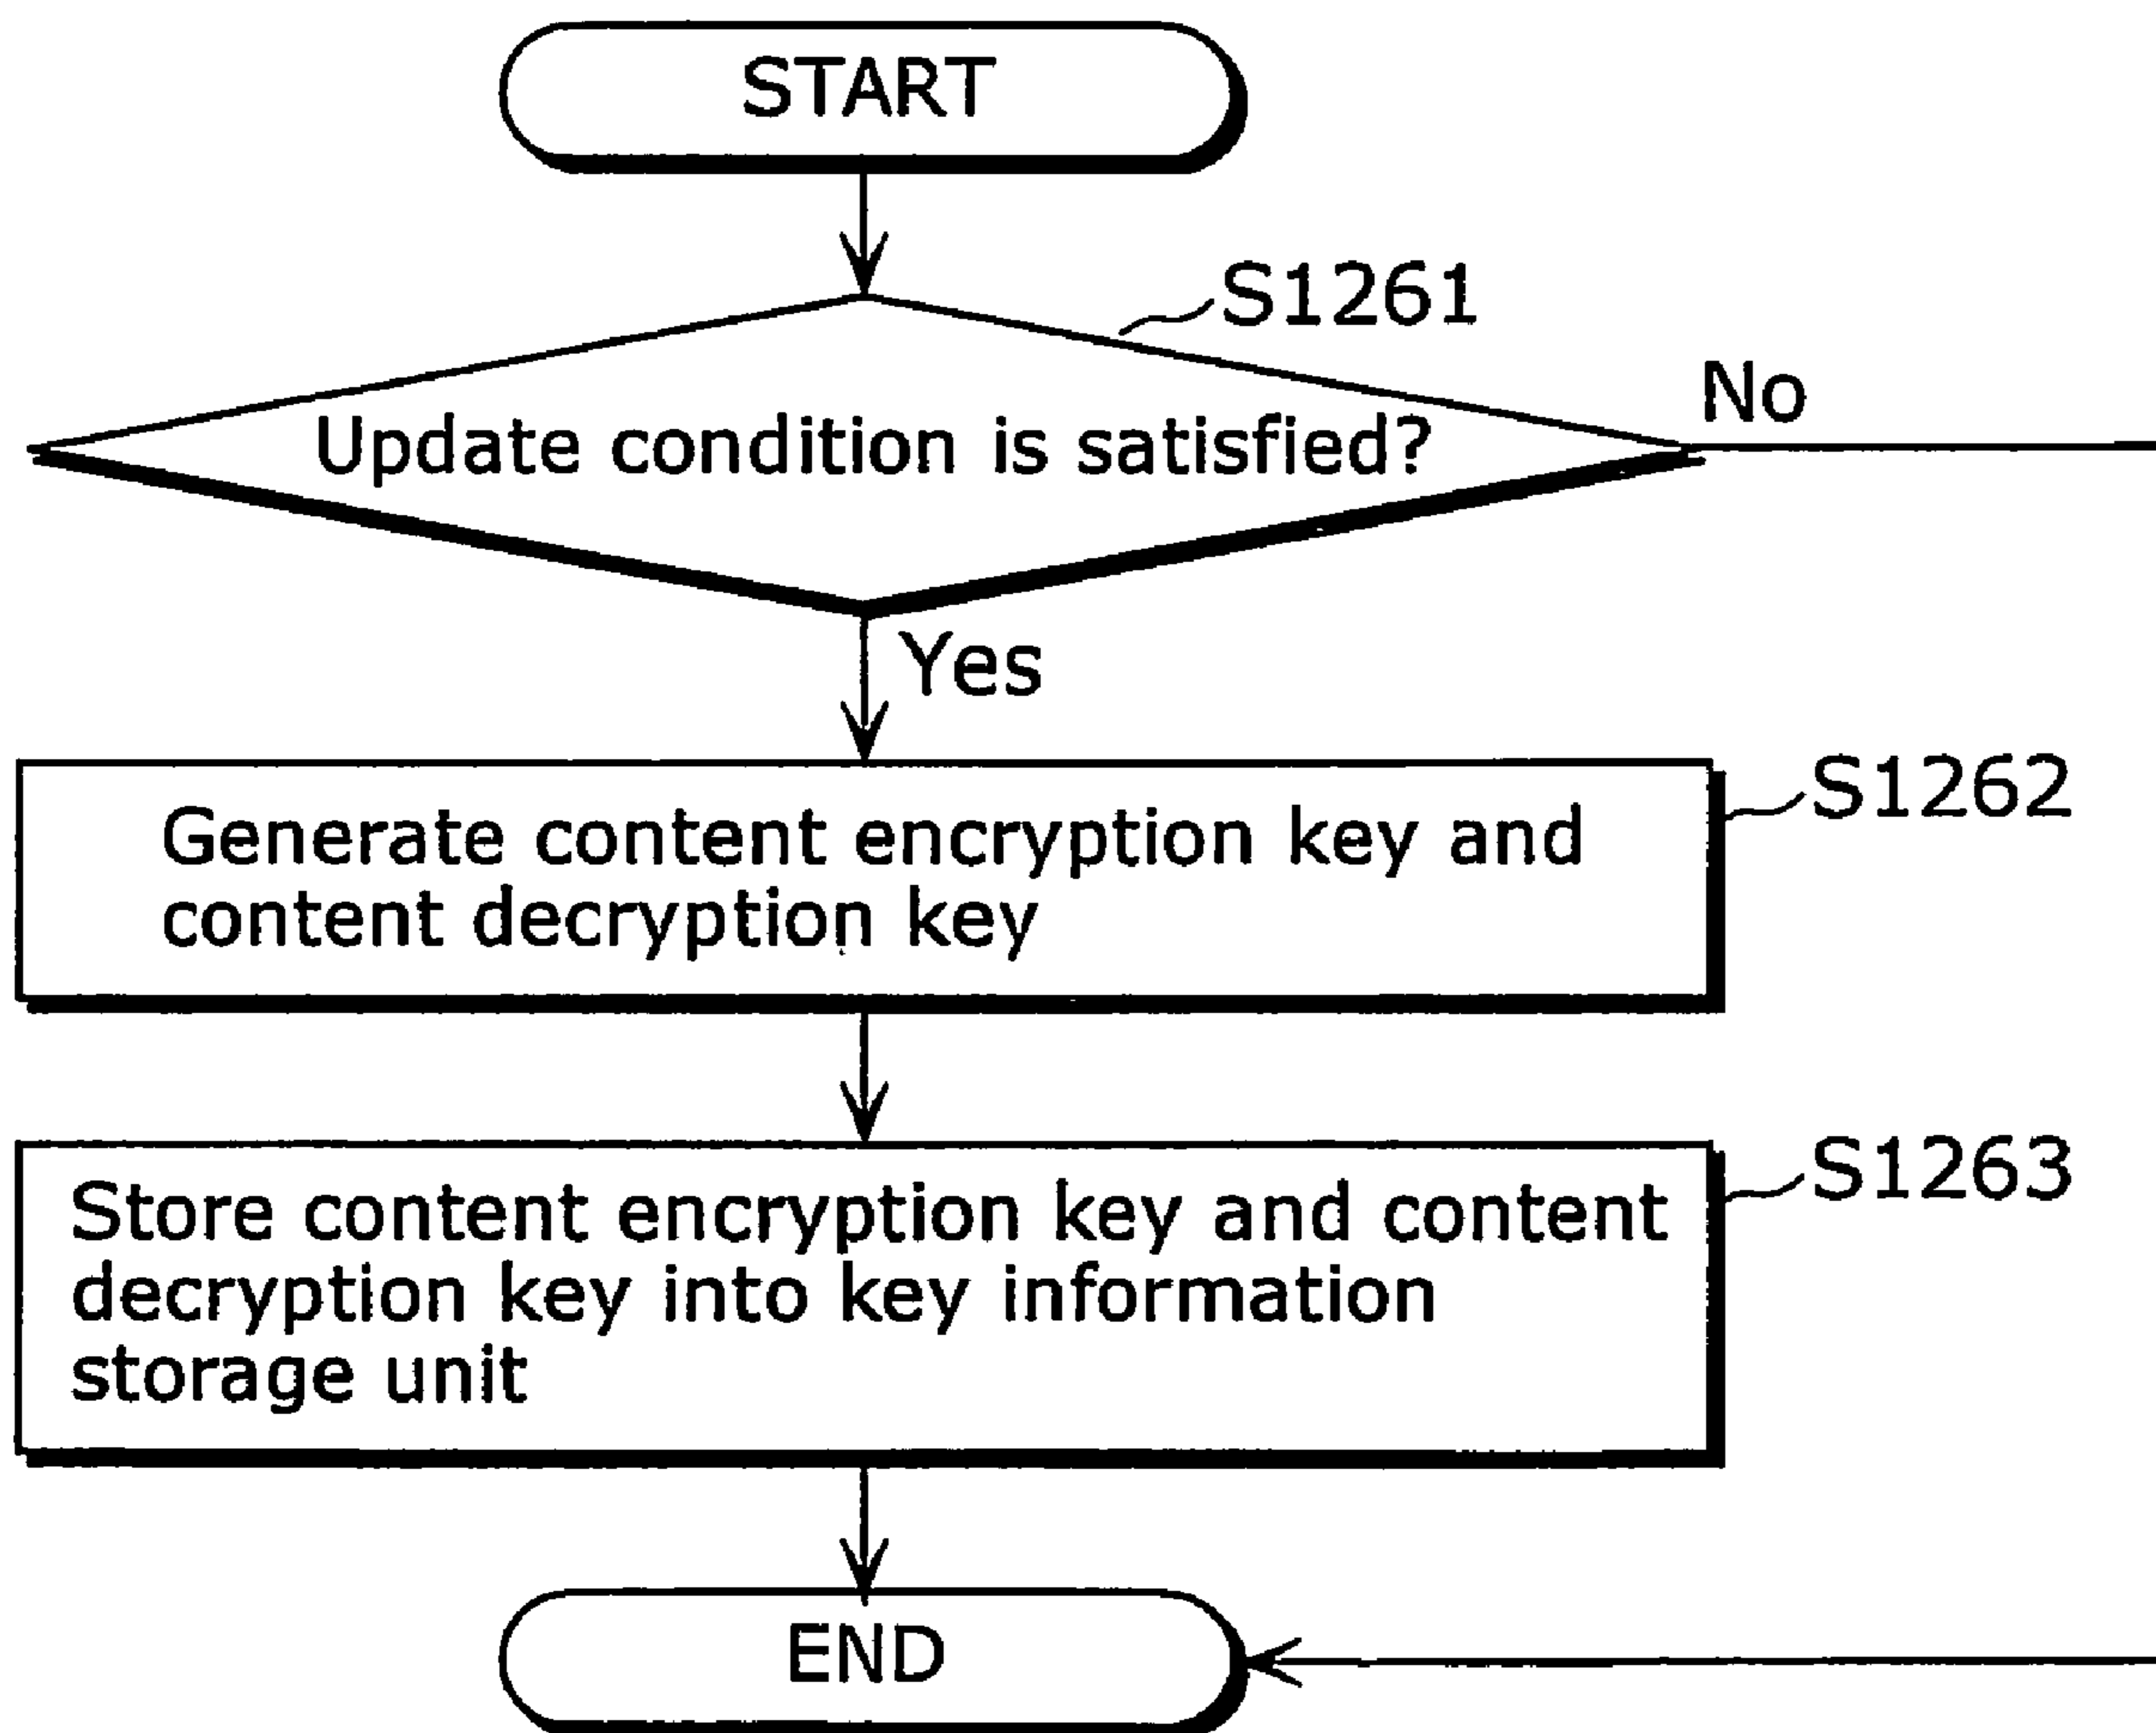 START
S1261
No
Update condition is satisfied?
Yes
S1262
Generate content encryption key and
content decryption key
S1263
Store content encryption key and content
decryption key into key information
storage unit
END